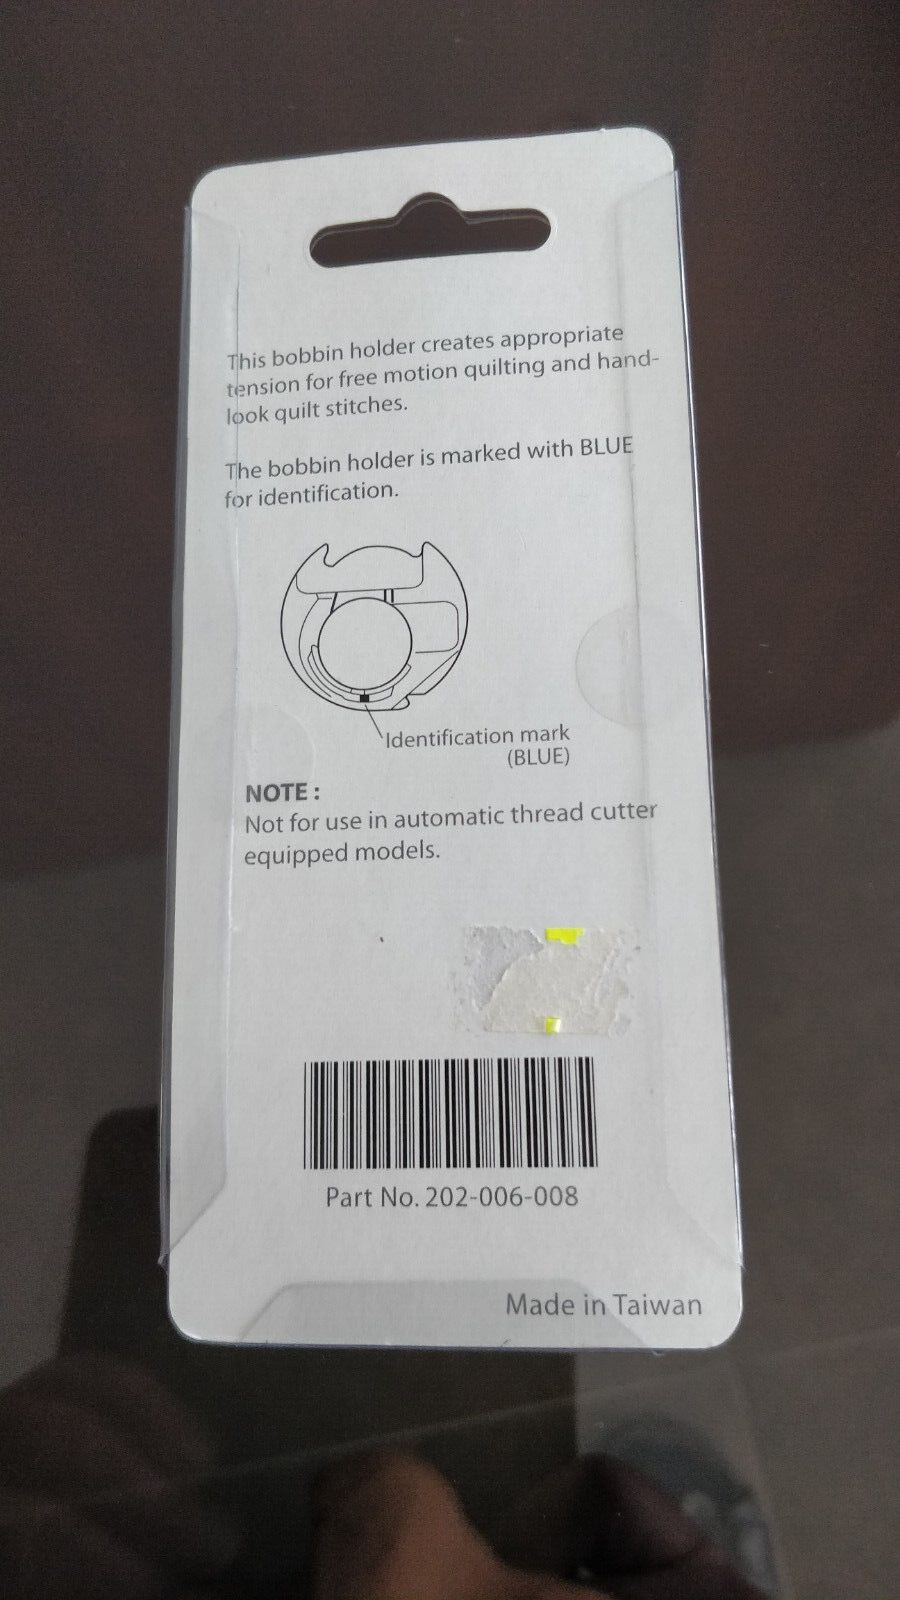 This bobbin holder creates appropriate
tension for free motion quilting and hand-
look quilt stitches.
The bobbin holder is marked with BLUE
for identification.
Identification mark
(BLUE)
NOTE :
Not for use in automatic thread cutter
equipped models.
Part No. 202-006-008
Made in Taiwan